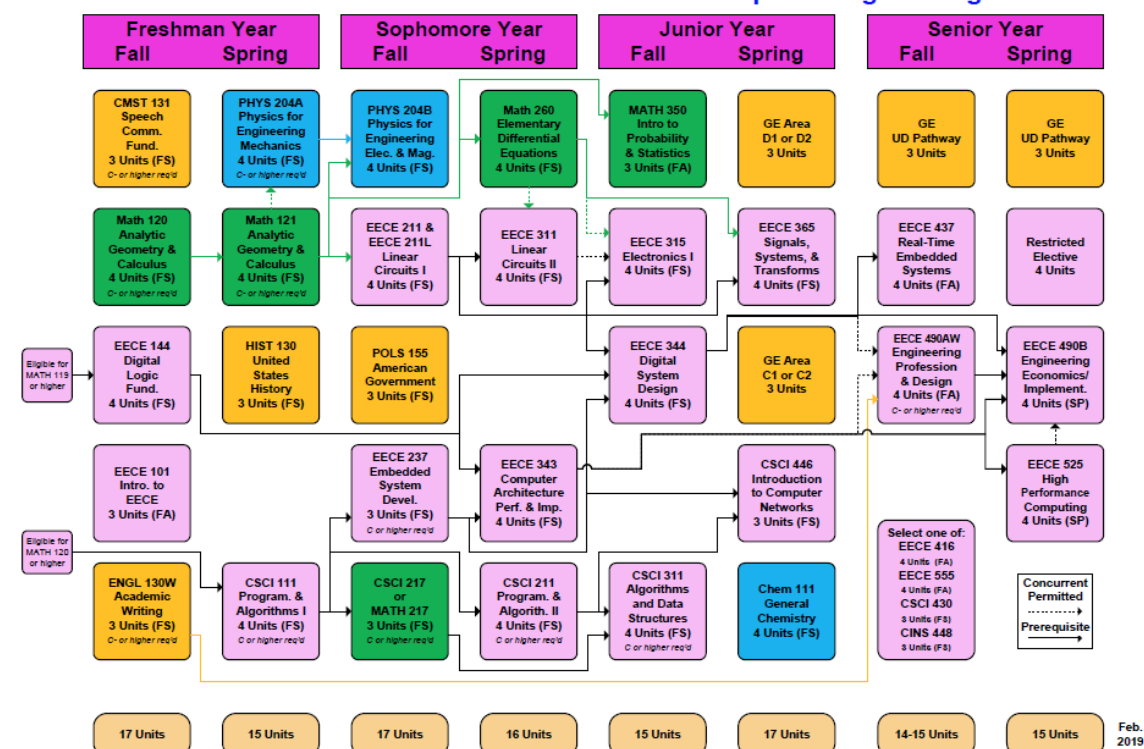 Freshman Year
Fall Spring
Sophomore Year
Fall Spring
Junior Year
Fall Spring
Senior Year
Fall Spring
CMST 131
Speech
Comm.
Fund.
3 Units (FS)
C- or higher req'd
PHYS 204A
Physics for
Engineering
Mechanics
4 Units (FS)
C- or higher req'd
PHYS 204B
Physics for
Engineering
Elec. & Mag.
4 Units (FS)
Math 260
Elementary
Differential
Equations
4 Units (FS)
MATH 350
Intro to
Probability
& Statistics
3 Units (FA)
GE Area
D1 or D2
3 Units
GE
UD Pathway
3 Units
GE
UD Pathway
3 Units
Math 120
Analytic
Geometry &
Calculus
4 Units (FS)
C- or higher req'd
Math 121
Analytic
Geometry &
Calculus
4 Units (FS)
C- or higher req'd
EECE 211 &
EECE 211L
Linear
Circuits I
4 Units (FS)
EECE 311
Linear
Circuits II
4 Units (FS)
EECE 315
Electronics I
4 Units (FS)
EECE 365
Signals,
Systems, &
Transforms
4 Units (FS)
EECE 437
Real-Time
Embedded
Systems
4 Units (FA)
Restricted
Elective
4 Units
Eligible for
MATH 119
or higher
EECE 144
Digital
Logic
Fund.
4 Units (FS)
HIST 130
United
States
History
3 Units (FS)
POLS 155
American
Government
3 Units (FS)
EECE 344
Digital
System
Design
4 Units (FS)
GE Area
C1 or C2
3 Units
EECE 490AW
Engineering
Profession
& Design
4 Units (FA)
C- or higher req'd
EECE 490B
Engineering
Economics/
Implement.
4 Units (SP)
EECE 101
Intro. to
EECE
3 Units (FA)
EECE 237
Embedded
System
Devel.
3 Units (FS)
C or higher req'd
EECE 343
Computer
Architecture
Perf. & Imp.
4 Units (FS)
CSCI 446
Introduction
to Computer
Networks
3 Units (FS)
EECE 525
High
Performance
Computing
4 Units (SP)
Eligible for
MATH 120
or higher
ENGL 130W
Academic
Writing
3 Units (FS)
C- or higher req'd
CSCI 111
Program. &
Algorithms I
4 Units (FS)
C or higher req'd
CSCI 217
or
MATH 217
3 Units (FS)
C or higher req'd
CSCI 211
Program. &
Algorith. II
4 Units (FS)
C or higher req'd
CSCI 311
Algorithms
and Data
Structures
4 Units (FS)
C or higher req'd
Chem 111
General
Chemistry
4 Units (FS)
Select one of:
EECE 416
4 Units (FA)
EECE 555
4 Units (FA)
CSCI 430
3 Units (FS)
CINS 448
3 Units (FS)
Concurrent
Permitted
Prerequisite
17 Units
15 Units
17 Units
16 Units
15 Units
17 Units
14-15 Units
15 Units
Feb.
2019